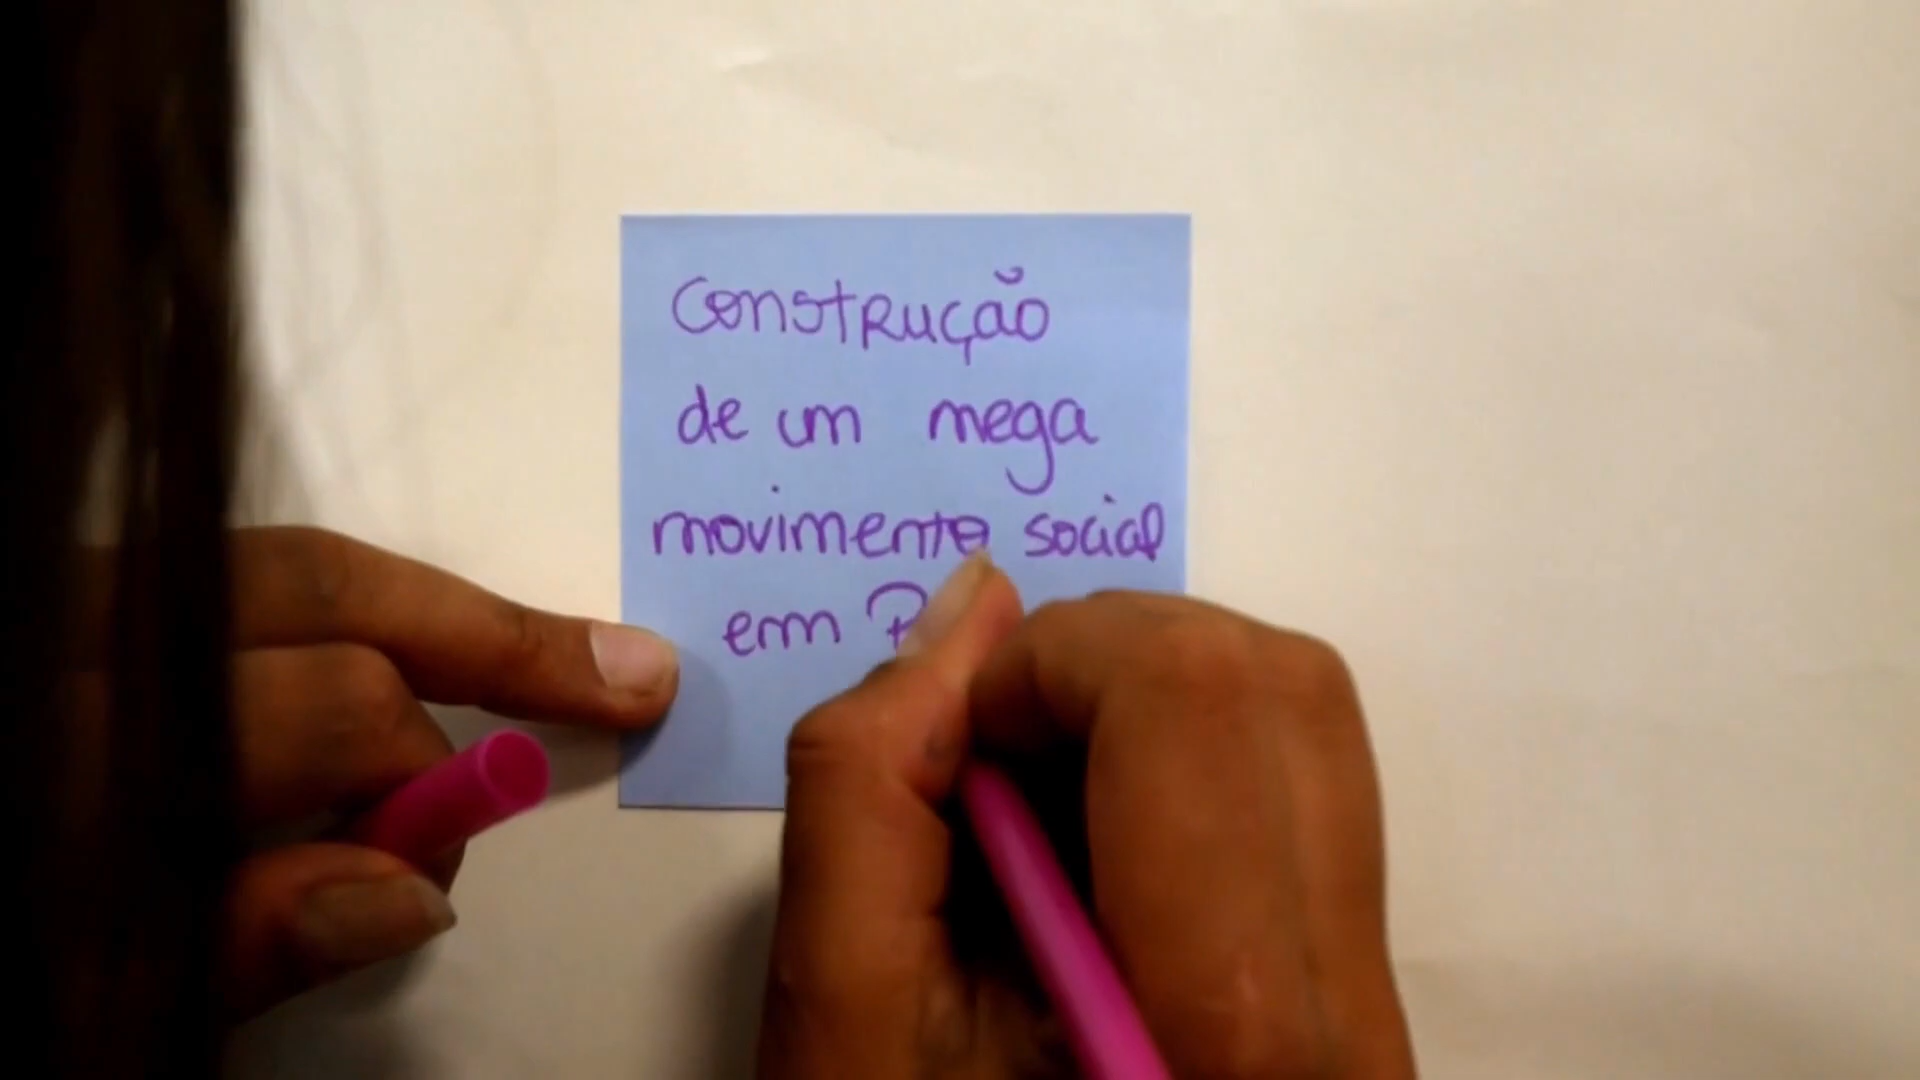 Construção
de um mega
movimento social
em P